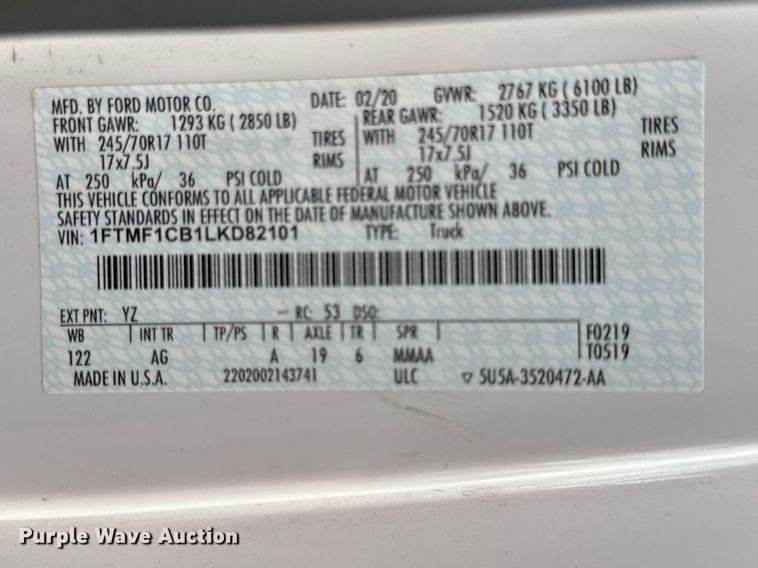 MFD. BY FORD MOTOR CO. DATE: 02/20 GVWR: 2767 KG ( 6100 LB)
FRONT GAWR: 1293 KG ( 2850 LB) REAR GAWR: 1520 KG ( 3350 LB)
WITH 245/70R17 110T TIRES WITH 245/70R17 110T TIRES
17x7.5J RIMS 17x7.5J RIMS
AT 250 kPa/ 36 PSI COLD AT 250 kPa/ 36 PSI COLD
THIS VEHICLE CONFORMS TO ALL APPLICABLE FEDERAL MOTOR VEHICLE
SAFETY STANDARDS IN EFFECT ON THE DATE OF MANUFACTURE SHOWN ABOVE.
VIN: 1FTMF1CB1LKD82101 TYPE: Truck
EXT PNT: YZ - RC: 53 DSO:
WB INT TR TP/PS R AXLE TR SPR F0219
122 AG A 19 6 MMAA T0519
MADE IN U.S.A. 2202002143741 ULC ▽ 5U5A-3520472-AA
Purple Wave Auction